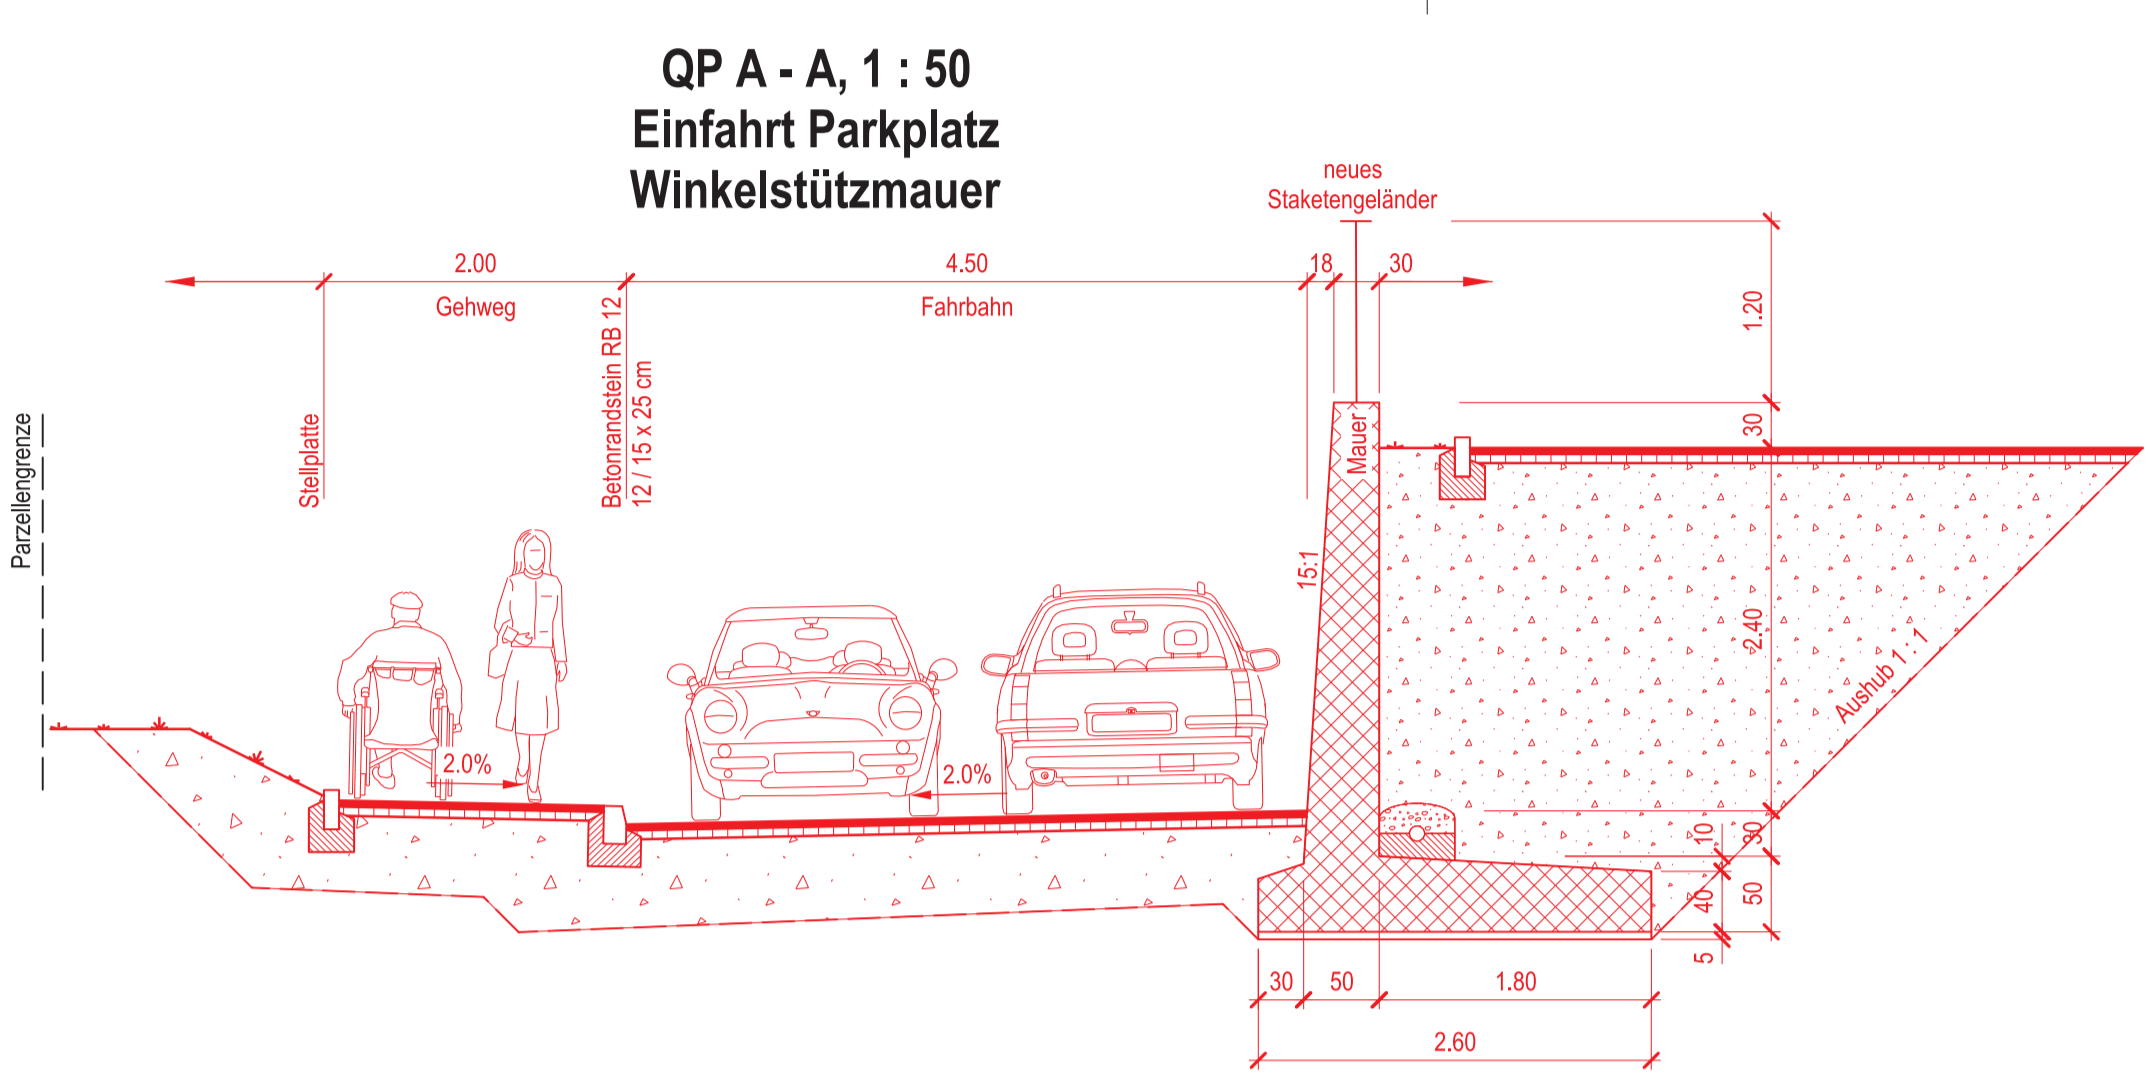 QP A - A, 1 : 50
Einfahrt Parkplatz
Winkelstützmauer
neues
Staketengeländer
2.00
4.50
18
30
Gehweg
Fahrbahn
1.20
30
2.40
30
50
10
40
5
Parzellengrenze
Stellplatte
Betonrandstein RB 12
12 / 15 x 25 cm
Mauer
15:1
Aushub 1 : 1
2.0%
2.0%
30
50
1.80
2.60